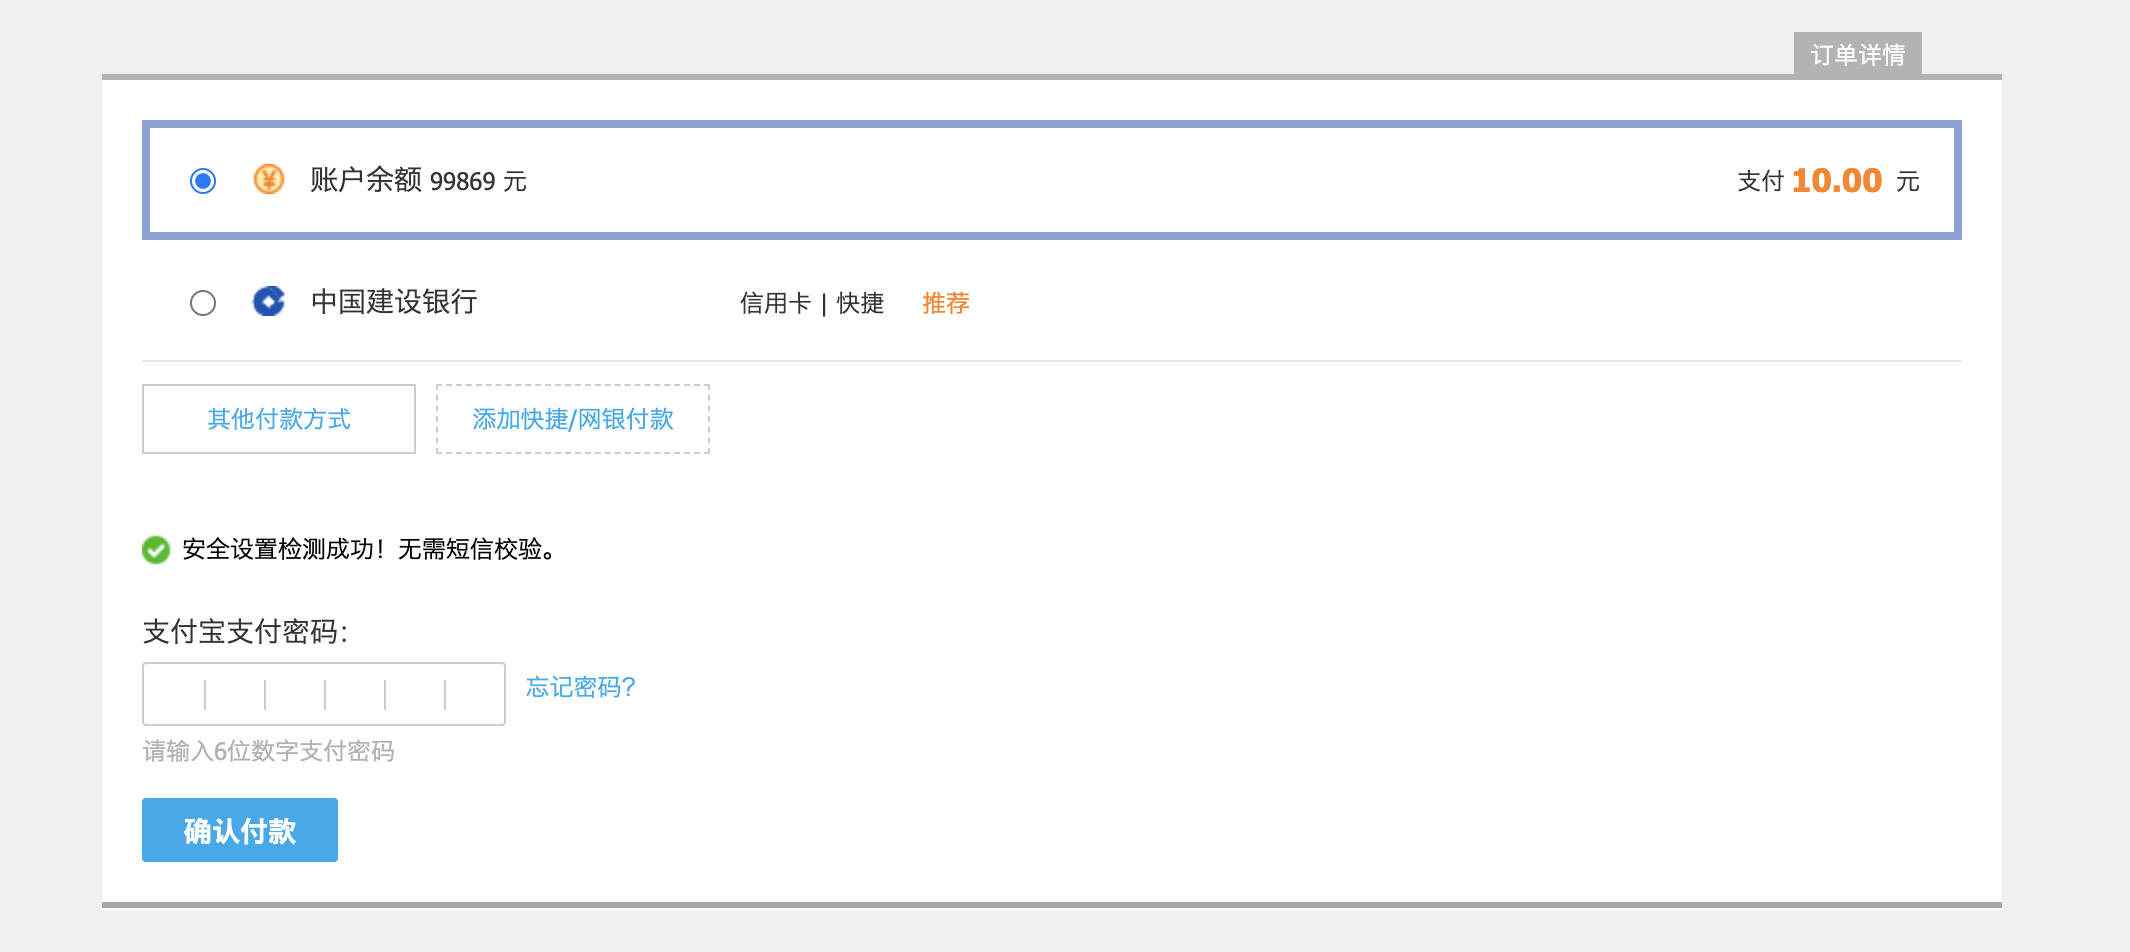 订单详情
账户余额 99869 元 支付 10.00 元
中国建设银行 信用卡 | 快捷 推荐
其他付款方式 添加快捷/网银付款
安全设置检测成功！无需短信校验。
支付宝支付密码：
忘记密码?
请输入6位数字支付密码
确认付款